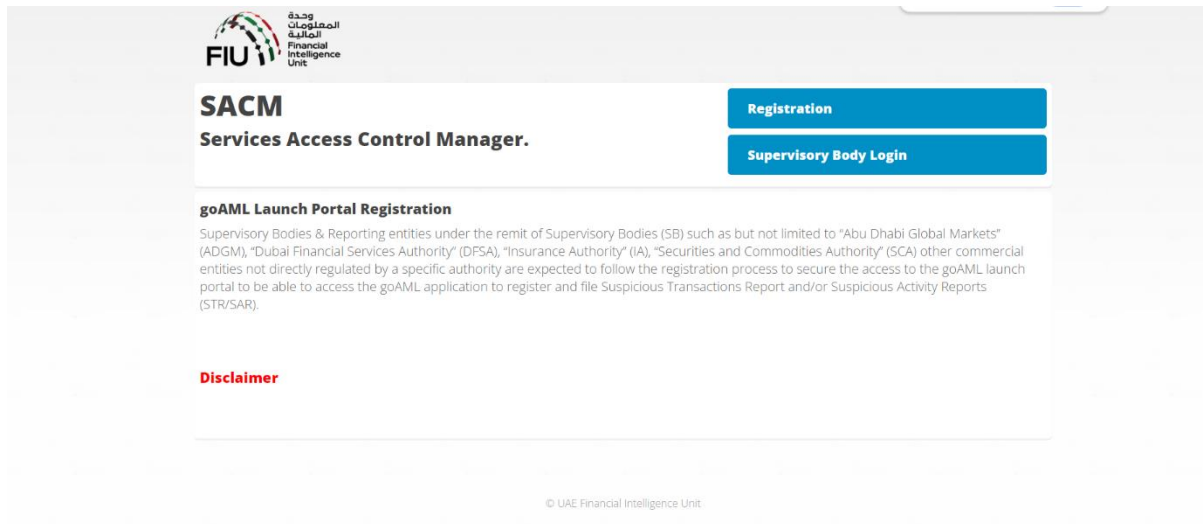 وحدة
المعلومات
المالية
Financial
Intelligence
Unit
FIU
SACM
Services Access Control Manager.
Registration
Supervisory Body Login
goAML Launch Portal Registration
Supervisory Bodies & Reporting entities under the remit of Supervisory Bodies (SB) such as but not limited to “Abu Dhabi Global Markets”
(ADGM), “Dubai Financial Services Authority” (DFSA), “Insurance Authority” (IA), “Securities and Commodities Authority” (SCA) other commercial
entities not directly regulated by a specific authority are expected to follow the registration process to secure the access to the goAML launch
portal to be able to access the goAML application to register and file Suspicious Transactions Report and/or Suspicious Activity Reports
(STR/SAR).
Disclaimer
© UAE Financial Intelligence Unit